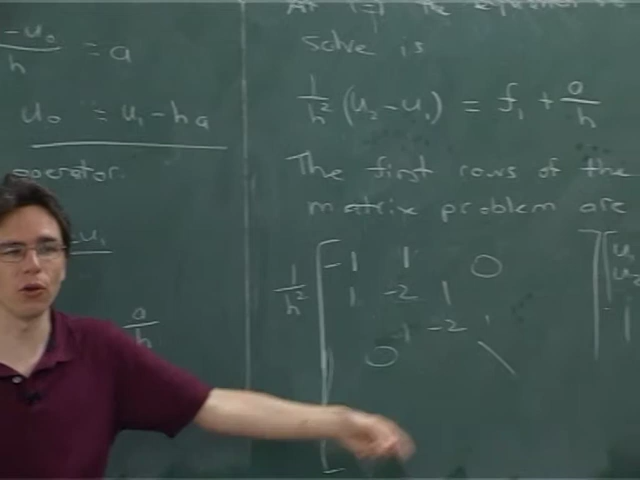 -u₀
/h = a
u₀ = u₁ - ha
operator.
-u₁
a/h
solve is
1/h² (u₂ - u₁) = f₁ + a/h
The first rows of the
matrix problem are
1/h² [ -1 1 0 ] [ u₁
1 -2 1 u₂
1 -2
0